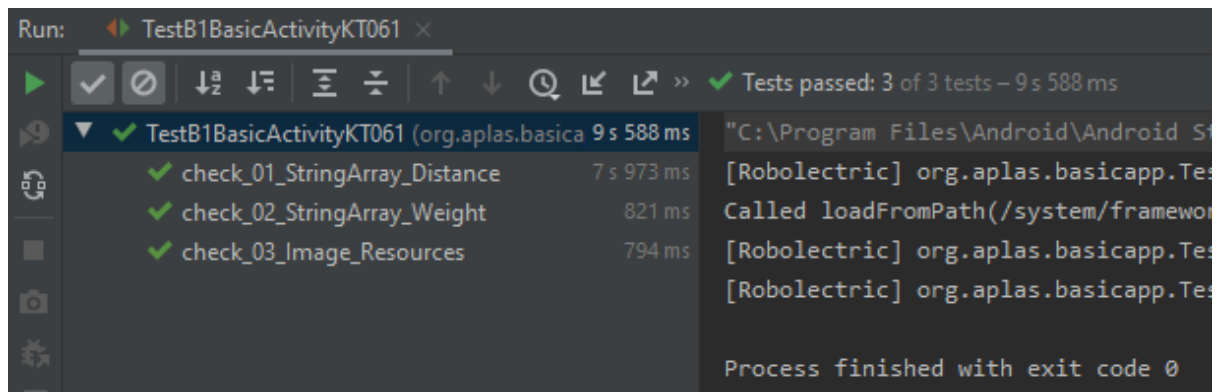 Run: TestB1BasicActivityKT061
Tests passed: 3 of 3 tests – 9 s 588 ms
TestB1BasicActivityKT061 (org.aplas.basica 9 s 588 ms
check_01_StringArray_Distance 7 s 973 ms
check_02_StringArray_Weight 821 ms
check_03_Image_Resources 794 ms
"C:\Program Files\Android\Android St
[Robolectric] org.aplas.basicapp.Tes
Called loadFromPath(/system/framewor
[Robolectric] org.aplas.basicapp.Tes
[Robolectric] org.aplas.basicapp.Tes
Process finished with exit code 0